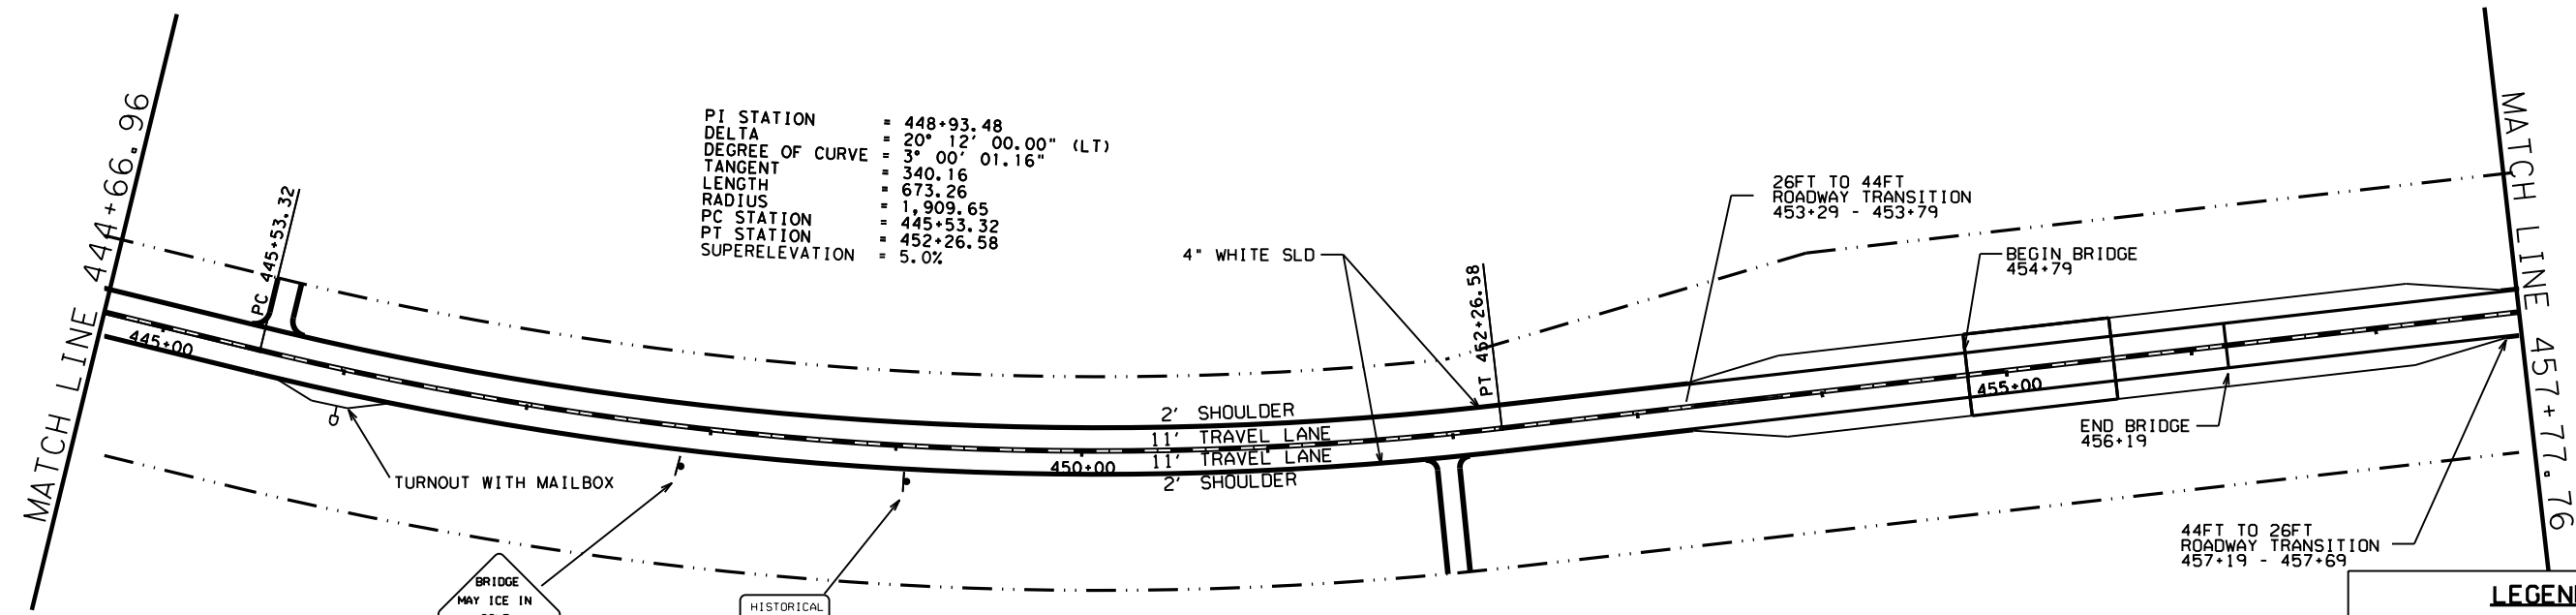 MATCH LINE 444+66.96
PC 445+53.32
445+00
PI STATION = 448+93.48
DELTA = 20° 12' 00.00" (LT)
DEGREE OF CURVE = 3° 00' 01.16"
TANGENT = 340.16
LENGTH = 673.26
RADIUS = 1,909.65
PC STATION = 445+53.32
PT STATION = 452+26.58
SUPERELEVATION = 5.0%
4" WHITE SLD
PT 452+26.58
26FT TO 44FT
ROADWAY TRANSITION
453+29 - 453+79
BEGIN BRIDGE
454+79
MATCH LINE 457+77.76
2' SHOULDER
11' TRAVEL LANE
11' TRAVEL LANE
2' SHOULDER
450+00
455+00
END BRIDGE
456+19
TURNOUT WITH MAILBOX
44FT TO 26FT
ROADWAY TRANSITION
457+19 - 457+69
BRIDGE
MAY ICE IN
HISTORICAL